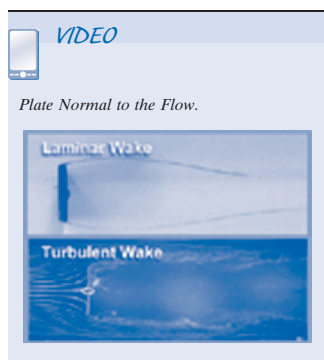 VIDEO
Plate Normal to the Flow.
Laminar Wake
Turbulent Wake